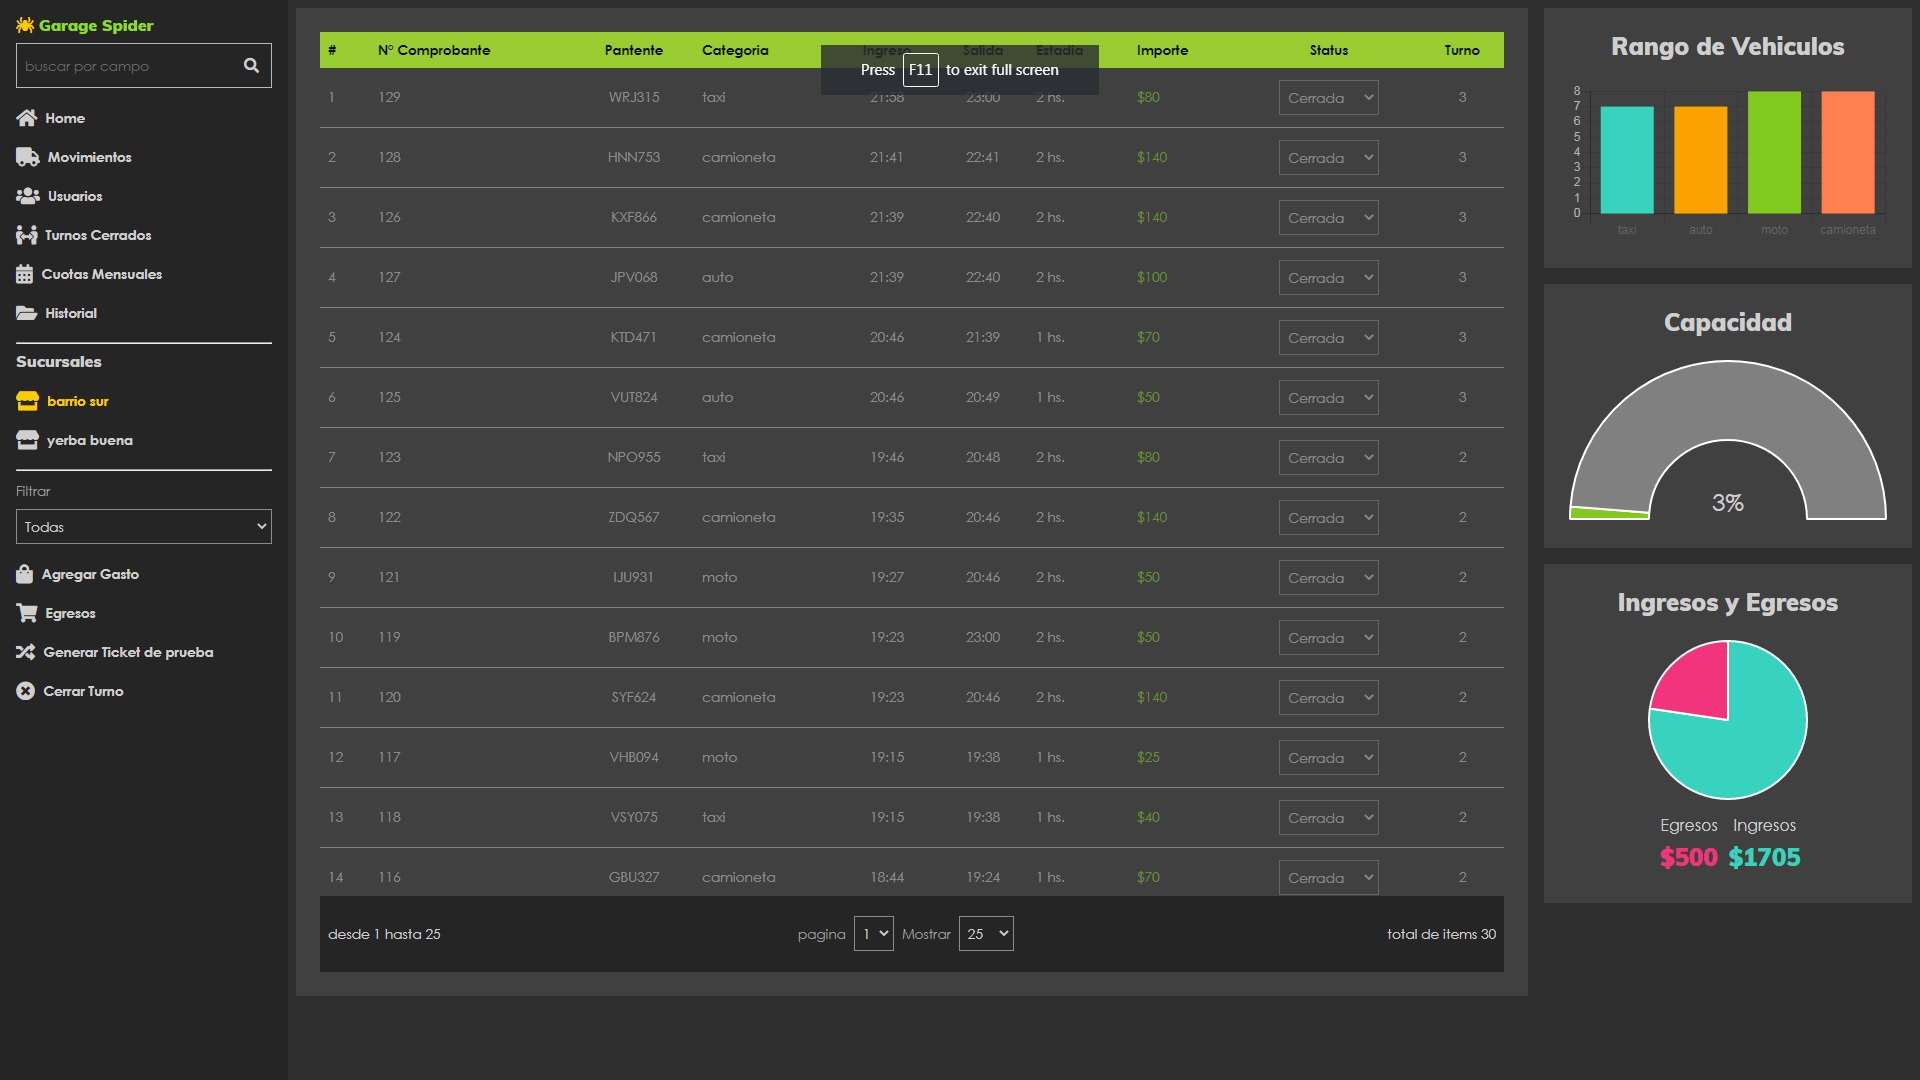 Garage Spider
buscar por campo
Home
Movimientos
Usuarios
Turnos Cerrados
Cuotas Mensuales
Historial
Sucursales
barrio sur
yerba buena
Filtrar
Todas
Agregar Gasto
Egresos
Generar Ticket de prueba
Cerrar Turno
# N° Comprobante Pantente Categoria Ingreso Salida Estadia Importe Status Turno
Press F11 to exit full screen
1 129 WRJ315 taxi 21:58 23:00 2 hs. $80 Cerrada 3
2 128 HNN753 camioneta 21:41 22:41 2 hs. $140 Cerrada 3
3 126 KXF866 camioneta 21:39 22:40 2 hs. $140 Cerrada 3
4 127 JPV068 auto 21:39 22:40 2 hs. $100 Cerrada 3
5 124 KTD471 camioneta 20:46 21:39 1 hs. $70 Cerrada 3
6 125 VUT824 auto 20:46 20:49 1 hs. $50 Cerrada 3
7 123 NPO955 taxi 19:46 20:48 2 hs. $80 Cerrada 2
8 122 ZDQ567 camioneta 19:35 20:46 2 hs. $140 Cerrada 2
9 121 IJU931 moto 19:27 20:46 2 hs. $50 Cerrada 2
10 119 BPM876 moto 19:23 23:00 2 hs. $50 Cerrada 2
11 120 SYF624 camioneta 19:23 20:46 2 hs. $140 Cerrada 2
12 117 VHB094 moto 19:15 19:38 1 hs. $25 Cerrada 2
13 118 VSY075 taxi 19:15 19:38 1 hs. $40 Cerrada 2
14 116 GBU327 camioneta 18:44 19:24 1 hs. $70 Cerrada 2
desde 1 hasta 25 pagina 1 Mostrar 25 total de items 30
Rango de Vehiculos
8
7
6
5
4
3
2
1
0
taxi auto moto camioneta
Capacidad
3%
Ingresos y Egresos
Egresos Ingresos
$500 $1705